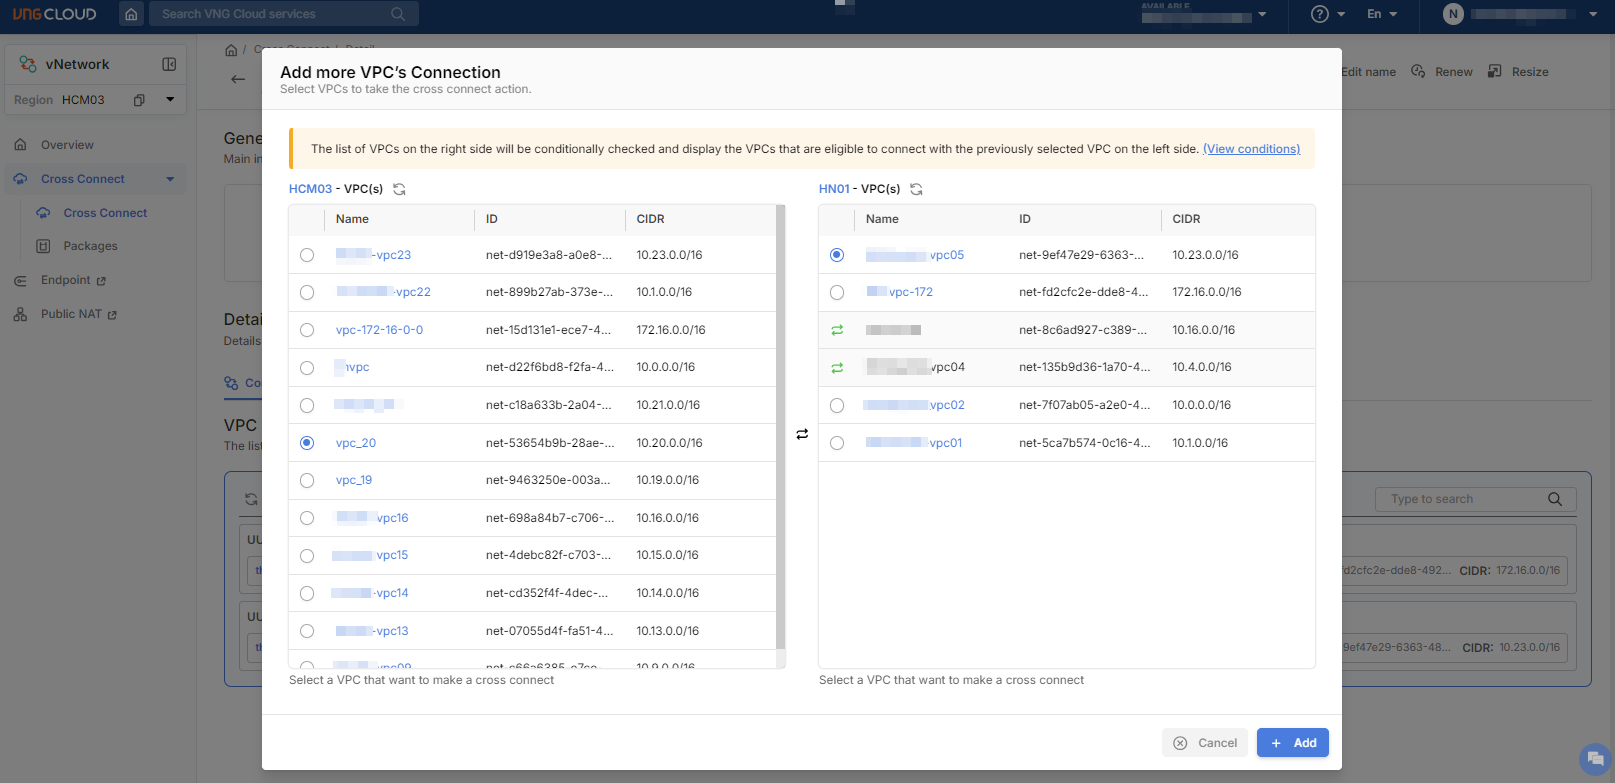 VNG CLOUD
Search VNG Cloud services
AVAILABLE
En
N
vNetwork
Region HCM03
Overview
Cross Connect
Cross Connect
Packages
Endpoint
Public NAT
Edit name
Renew
Resize
Add more VPC's Connection
Select VPCs to take the cross connect action.
The list of VPCs on the right side will be conditionally checked and display the VPCs that are eligible to connect with the previously selected VPC on the left side. (View conditions)
HCM03 - VPC(s)
Name ID CIDR
-vpc23 net-d919e3a8-a0e8-... 10.23.0.0/16
-vpc22 net-899b27ab-373e-... 10.1.0.0/16
vpc-172-16-0-0 net-15d131e1-ece7-4... 172.16.0.0/16
vpc net-d22f6bd8-f2fa-4... 10.0.0.0/16
net-c18a633b-2a04-... 10.21.0.0/16
vpc_20 net-53654b9b-28ae-... 10.20.0.0/16
vpc_19 net-9463250e-003a... 10.19.0.0/16
vpc16 net-698a84b7-c706-... 10.16.0.0/16
vpc15 net-4debc82f-c703-... 10.15.0.0/16
-vpc14 net-cd352f4f-4dec-... 10.14.0.0/16
-vpc13 net-07055d4f-fa51-4... 10.13.0.0/16
vpc09 net-c66a6385-e7ce-... 10.9.0.0/16
Select a VPC that want to make a cross connect
HN01 - VPC(s)
Name ID CIDR
vpc05 net-9ef47e29-6363-... 10.23.0.0/16
vpc-172 net-fd2cfc2e-dde8-4... 172.16.0.0/16
net-8c6ad927-c389-... 10.16.0.0/16
vpc04 net-135b9d36-1a70-4... 10.4.0.0/16
vpc02 net-7f07ab05-a2e0-4... 10.0.0.0/16
vpc01 net-5ca7b574-0c16-4... 10.1.0.0/16
Select a VPC that want to make a cross connect
Cancel
+ Add
Gene
Main in
Detai
Details
Co
VPC
The list
Type to search
UU
fd2cfc2e-dde8-492... CIDR: 172.16.0.0/16
UU
9ef47e29-6363-48... CIDR: 10.23.0.0/16